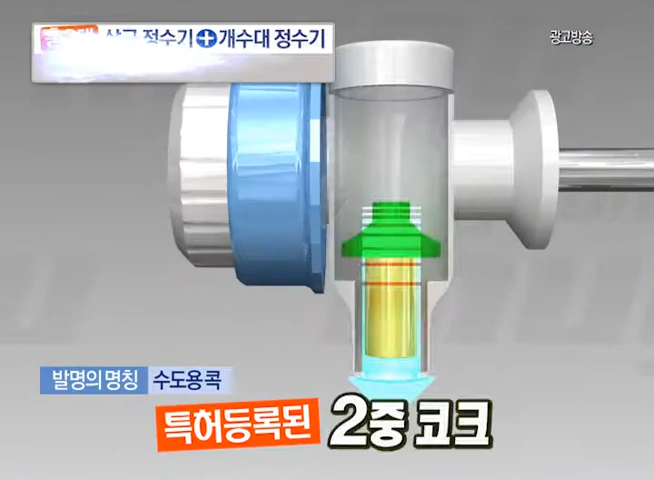 정수기 + 개수대 정수기
광고방송
발명의 명칭 수도용 콕
특허등록된 2중 코크